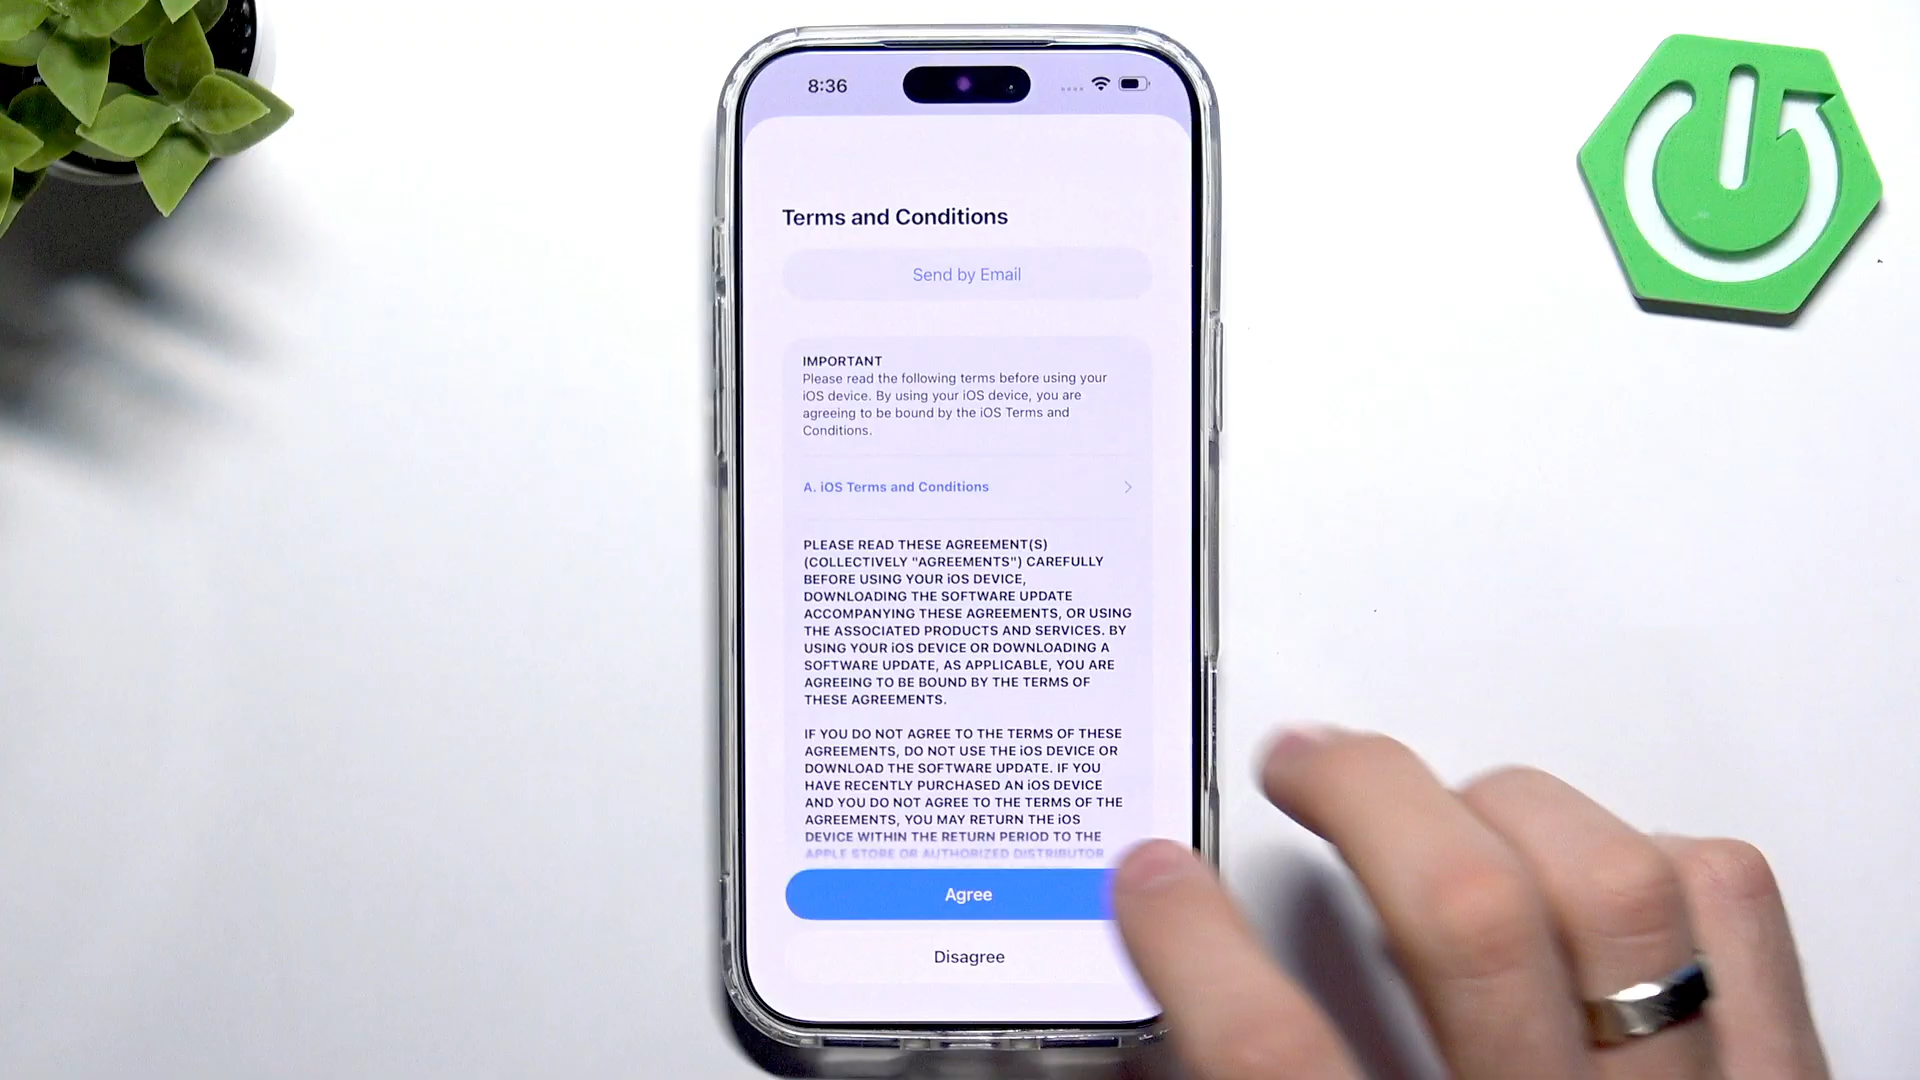 8:36
Terms and Conditions
Send by Email
IMPORTANT
Please read the following terms before using your
iOS device. By using your iOS device, you are
agreeing to be bound by the iOS Terms and
Conditions.
A. iOS Terms and Conditions
PLEASE READ THESE AGREEMENT(S)
(COLLECTIVELY "AGREEMENTS") CAREFULLY
BEFORE USING YOUR iOS DEVICE,
DOWNLOADING THE SOFTWARE UPDATE
ACCOMPANYING THESE AGREEMENTS, OR USING
THE ASSOCIATED PRODUCTS AND SERVICES. BY
USING YOUR iOS DEVICE OR DOWNLOADING A
SOFTWARE UPDATE, AS APPLICABLE, YOU ARE
AGREEING TO BE BOUND BY THE TERMS OF
THESE AGREEMENTS.
IF YOU DO NOT AGREE TO THE TERMS OF THESE
AGREEMENTS, DO NOT USE THE iOS DEVICE OR
DOWNLOAD THE SOFTWARE UPDATE. IF YOU
HAVE RECENTLY PURCHASED AN iOS DEVICE
AND YOU DO NOT AGREE TO THE TERMS OF THE
AGREEMENTS, YOU MAY RETURN THE iOS
DEVICE WITHIN THE RETURN PERIOD TO THE
APPLE STORE OR AUTHORIZED DISTRIBUTOR
Agree
Disagree